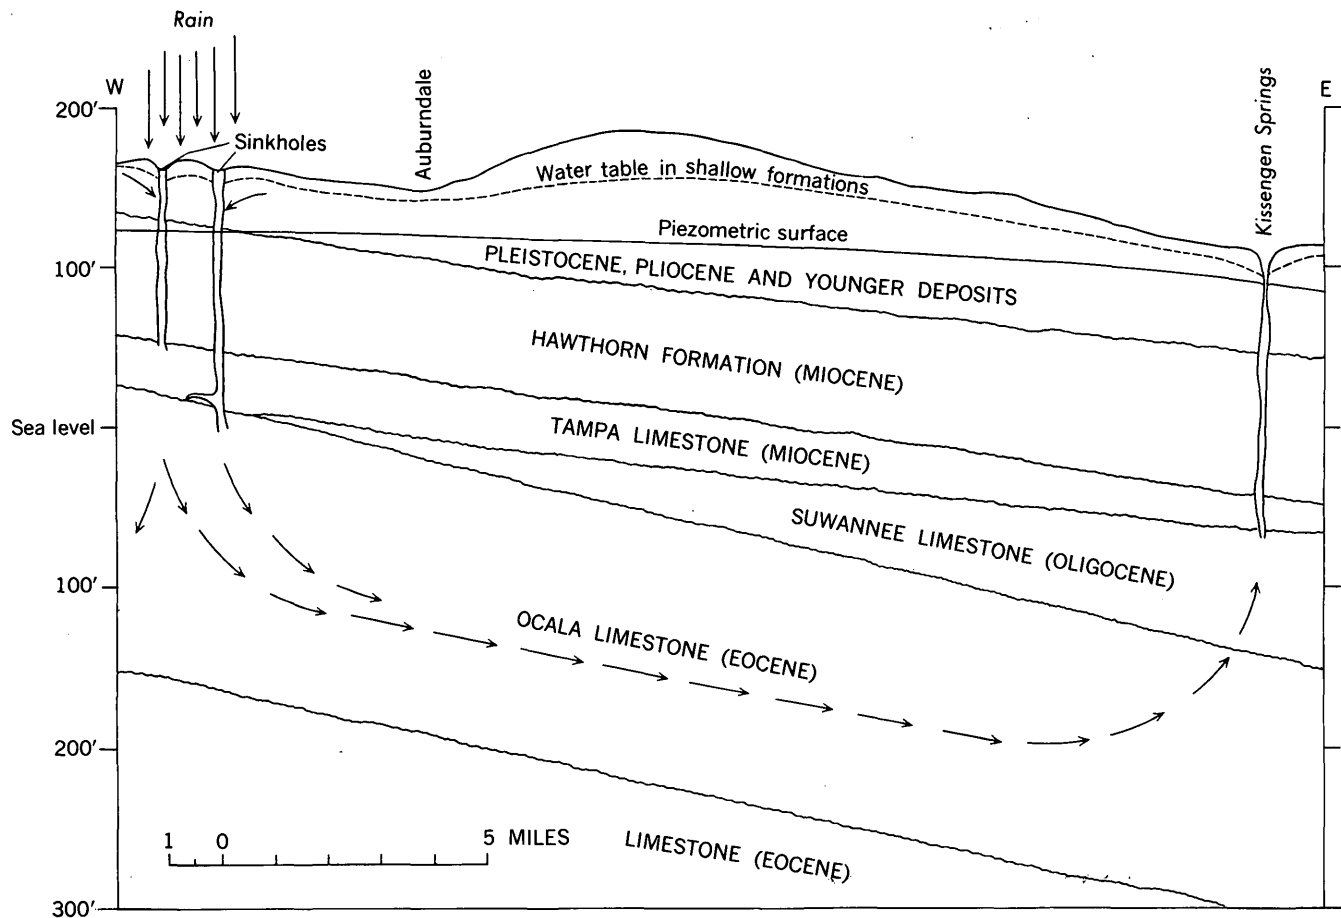 Rain
W
E
200'
Sinkholes
Auburndale
Kissengen Springs
Water table in shallow formations
Piezometric surface
100'
PLEISTOCENE, PLIOCENE AND YOUNGER DEPOSITS
HAWTHORN FORMATION (MIOCENE)
Sea level
TAMPA LIMESTONE (MIOCENE)
SUWANNEE LIMESTONE (OLIGOCENE)
100'
OCALA LIMESTONE (EOCENE)
200'
1 0 5 MILES
LIMESTONE (EOCENE)
300'